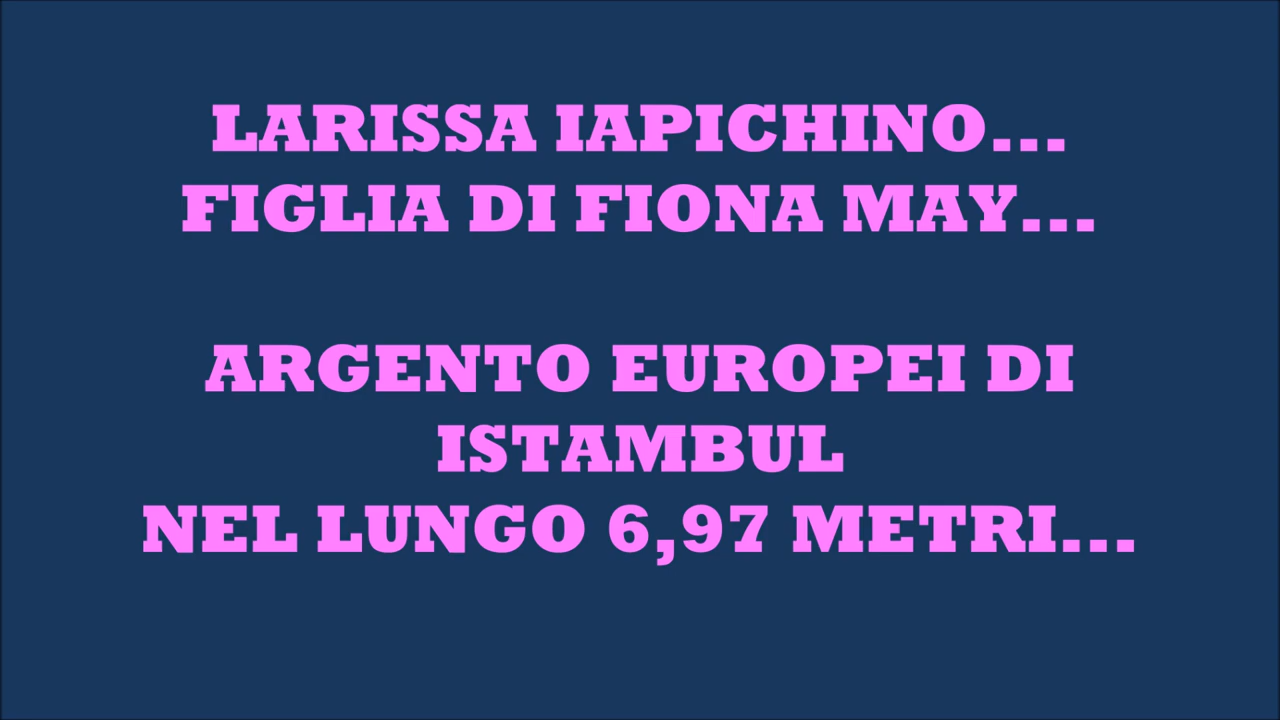 LARISSA IAPICHINO...
FIGLIA DI FIONA MAY...
ARGENTO EUROPEI DI
ISTAMBUL
NEL LUNGO 6,97 METRI...